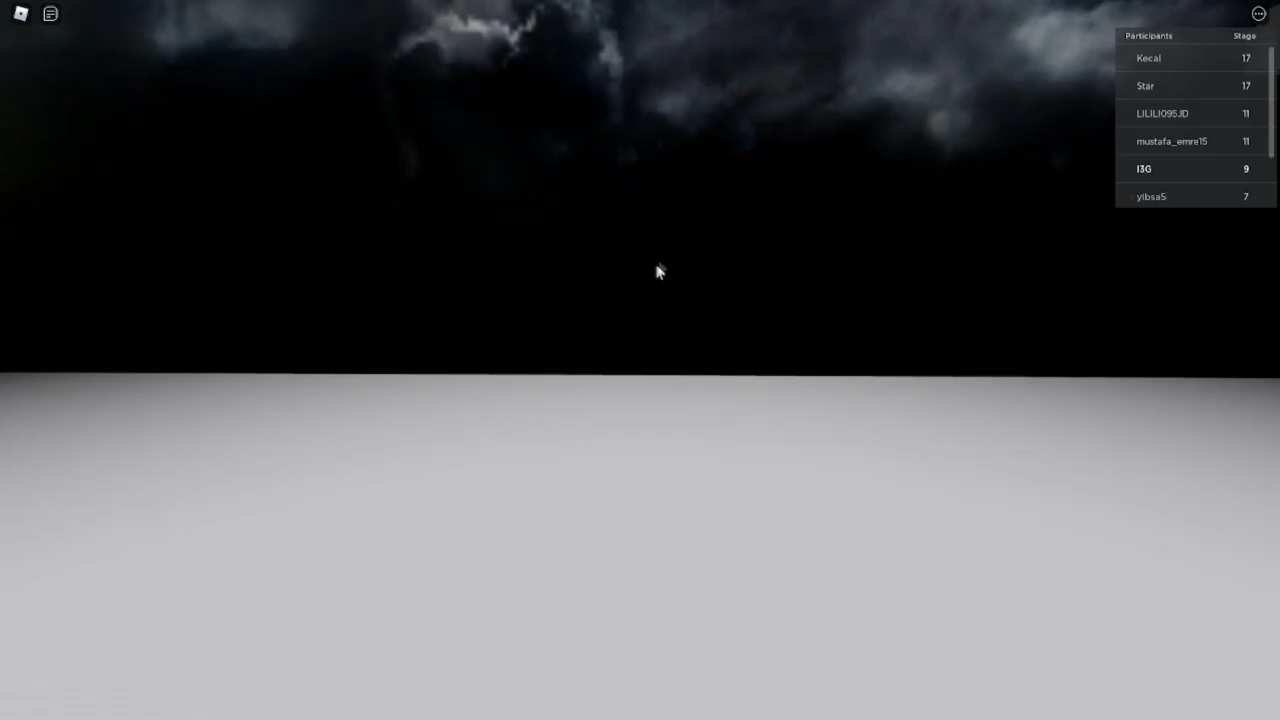 Participants Stage
Kecal 17
Star 17
LILILI095JD 11
mustafa_emre15 11
I3G 9
yibsa5 7